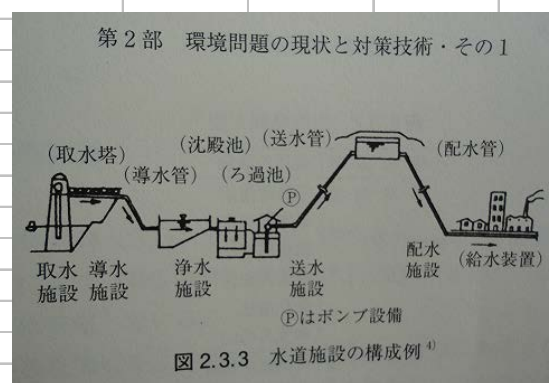 第2部 環境問題の現状と対策技術・その1
(沈殿池) (送水管) (配水管)
(取水塔) (導水管) (ろ過池)
Ⓟ
取水施設 導水施設 浄水施設 送水施設 配水施設 (給水装置)
Ⓟはポンプ設備
図2.3.3 水道施設の構成例 4)